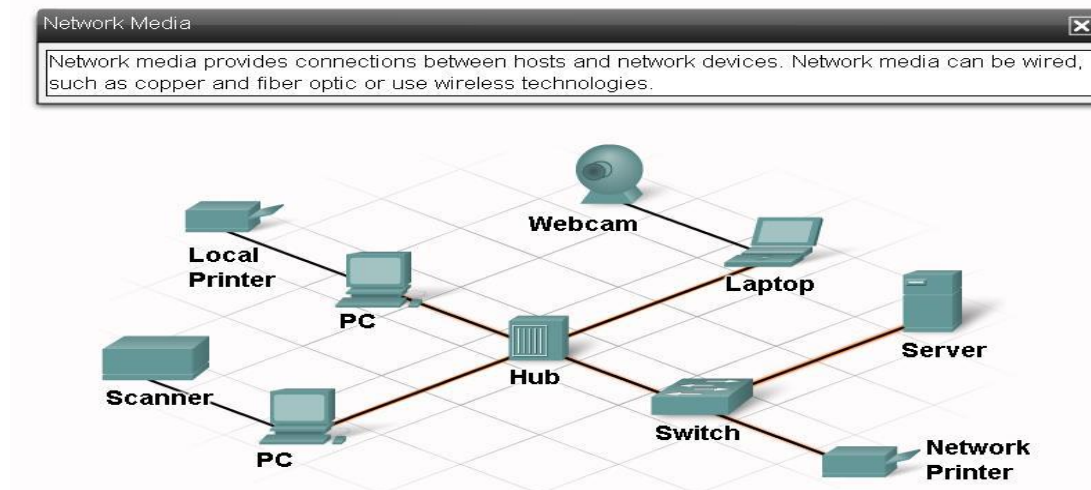 Network Media
Network media provides connections between hosts and network devices. Network media can be wired,
such as copper and fiber optic or use wireless technologies.
Webcam
Local
Printer
Laptop
PC
Server
Hub
Scanner
Switch
PC
Network
Printer